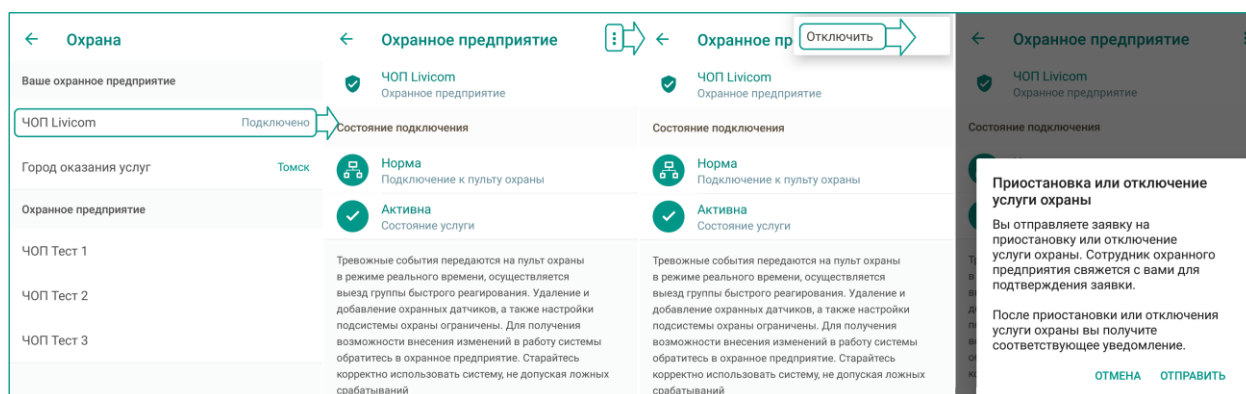 Охрана
Ваше охранное предприятие
ЧОП Livicom Подключено
Город оказания услуг Томск
Охранное предприятие
ЧОП Тест 1
ЧОП Тест 2
ЧОП Тест 3
Охранное предприятие
ЧОП Livicom
Охранное предприятие
Состояние подключения
Норма
Подключение к пульту охраны
Активна
Состояние услуги
Тревожные события передаются на пульт охраны
в режиме реального времени, осуществляется
выезд группы быстрого реагирования. Удаление и
добавление охранных датчиков, а также настройки
подсистемы охраны ограничены. Для получения
возможности внесения изменений в работу системы
обратитесь в охранное предприятие. Старайтесь
корректно использовать систему, не допуская ложных
срабатываний
Охранное пр
Отключить
ЧОП Livicom
Охранное предприятие
Состояние подключения
Норма
Подключение к пульту охраны
Активна
Состояние услуги
Тревожные события передаются на пульт охраны
в режиме реального времени, осуществляется
выезд группы быстрого реагирования. Удаление и
добавление охранных датчиков, а также настройки
подсистемы охраны ограничены. Для получения
возможности внесения изменений в работу системы
обратитесь в охранное предприятие. Старайтесь
корректно использовать систему, не допуская ложных
срабатываний
Охранное предприятие
ЧОП Livicom
Охранное предприятие
Состояние подключения
Приостановка или отключение
услуги охраны
Вы отправляете заявку на
приостановку или отключение
услуги охраны. Сотрудник охранного
предприятия свяжется с вами для
подтверждения заявки.
После приостановки или отключения
услуги охраны вы получите
соответствующее уведомление.
ОТМЕНА ОТПРАВИТЬ